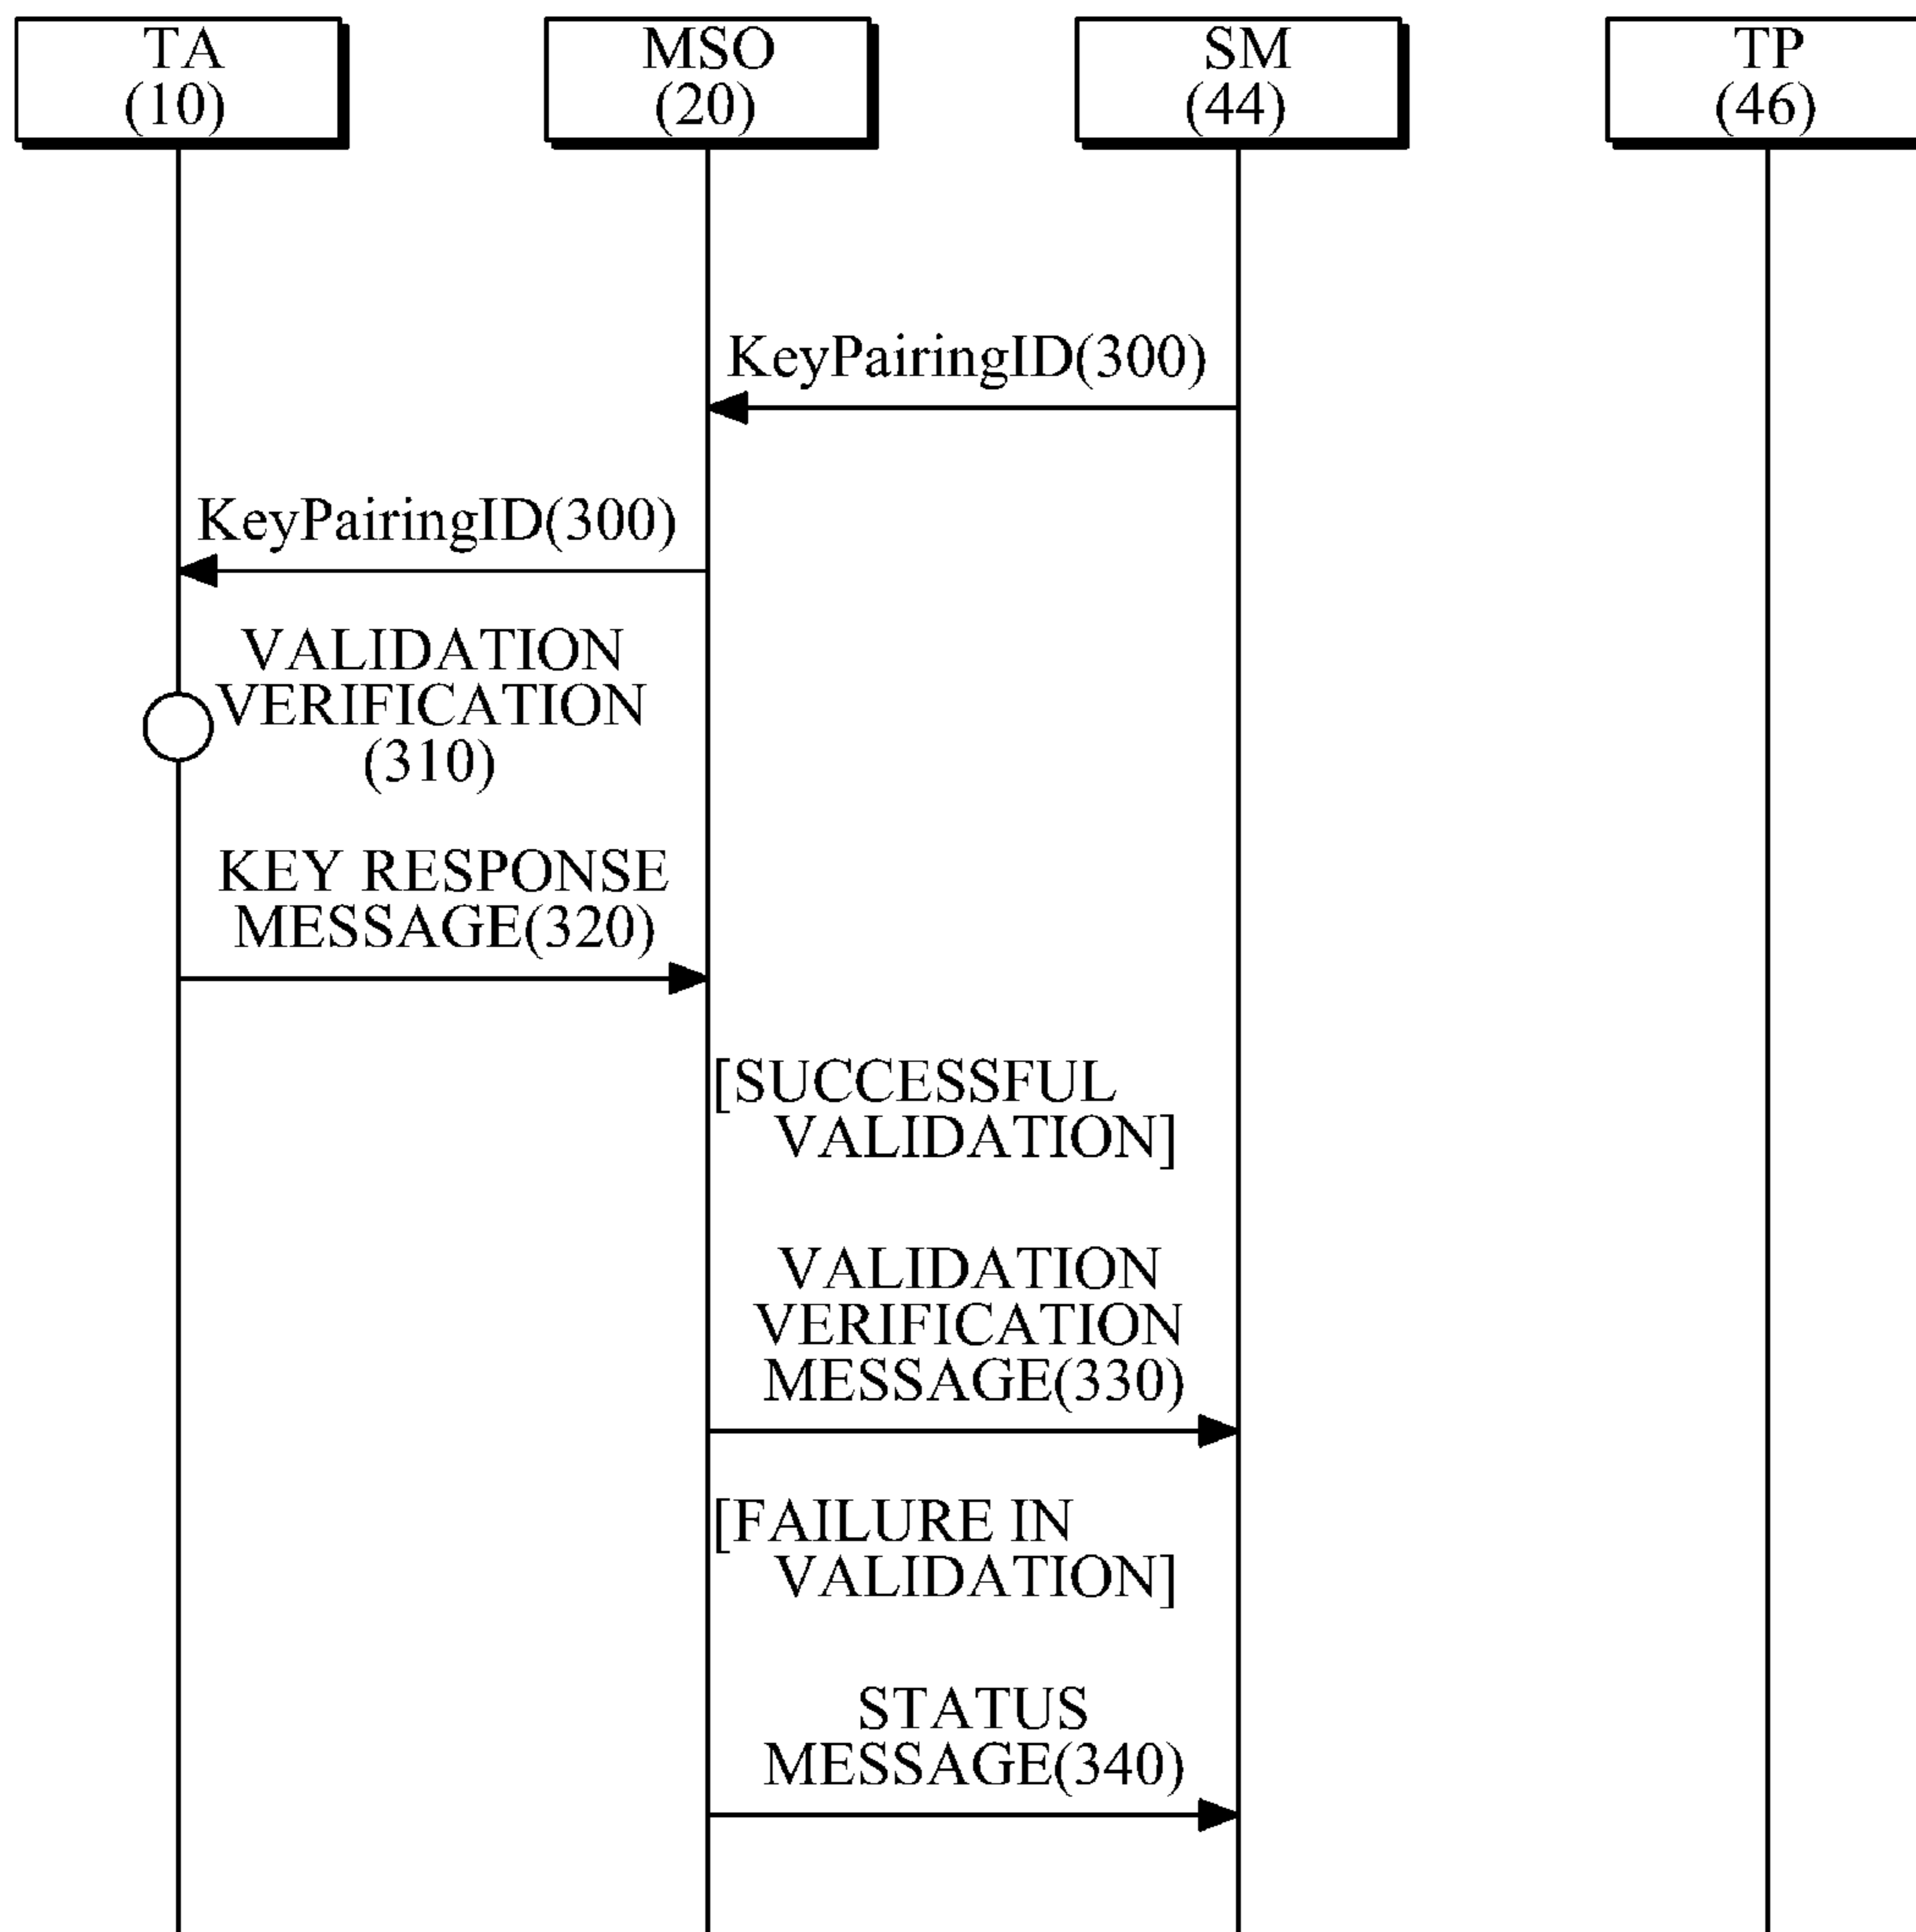 TA
(10)
MSO
(20)
SM
(44)
TP
(46)
KeyPairingID(300)
KeyPairingID(300)
VALIDATION
VERIFICATION
(310)
KEY RESPONSE
MESSAGE(320)
[SUCCESSFUL
VALIDATION]
VALIDATION
VERIFICATION
MESSAGE(330)
[FAILURE IN
VALIDATION]
STATUS
MESSAGE(340)